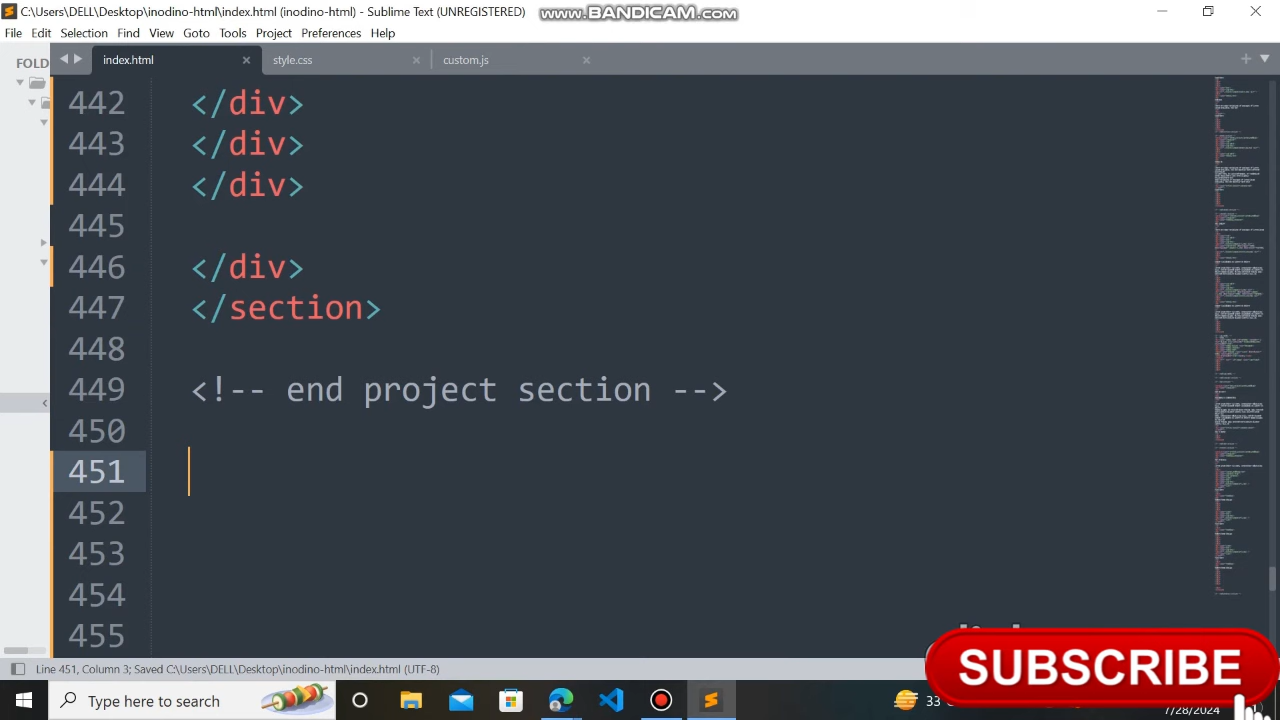 C:\Users\DELL\Desktop\inodino-html\index.html (inodino-html) - Sublime Text (UNREGISTERED)
www.BANDICAM.com
File Edit Selection Find View Goto Tools Project Preferences Help
FOLD
index.html
style.css
custom.js
442 </div>
443 </div>
444 </div>
445
446 </div>
447 </section>
448
449 <!-- end project section -->
450
451
452
453
454
455
SUBSCRIBE
Line 451, Column 3; Saved C:\Users\DELL\Desktop\inodino-html\index.html (UTF-8)
Type here to search
33
7/28/2024